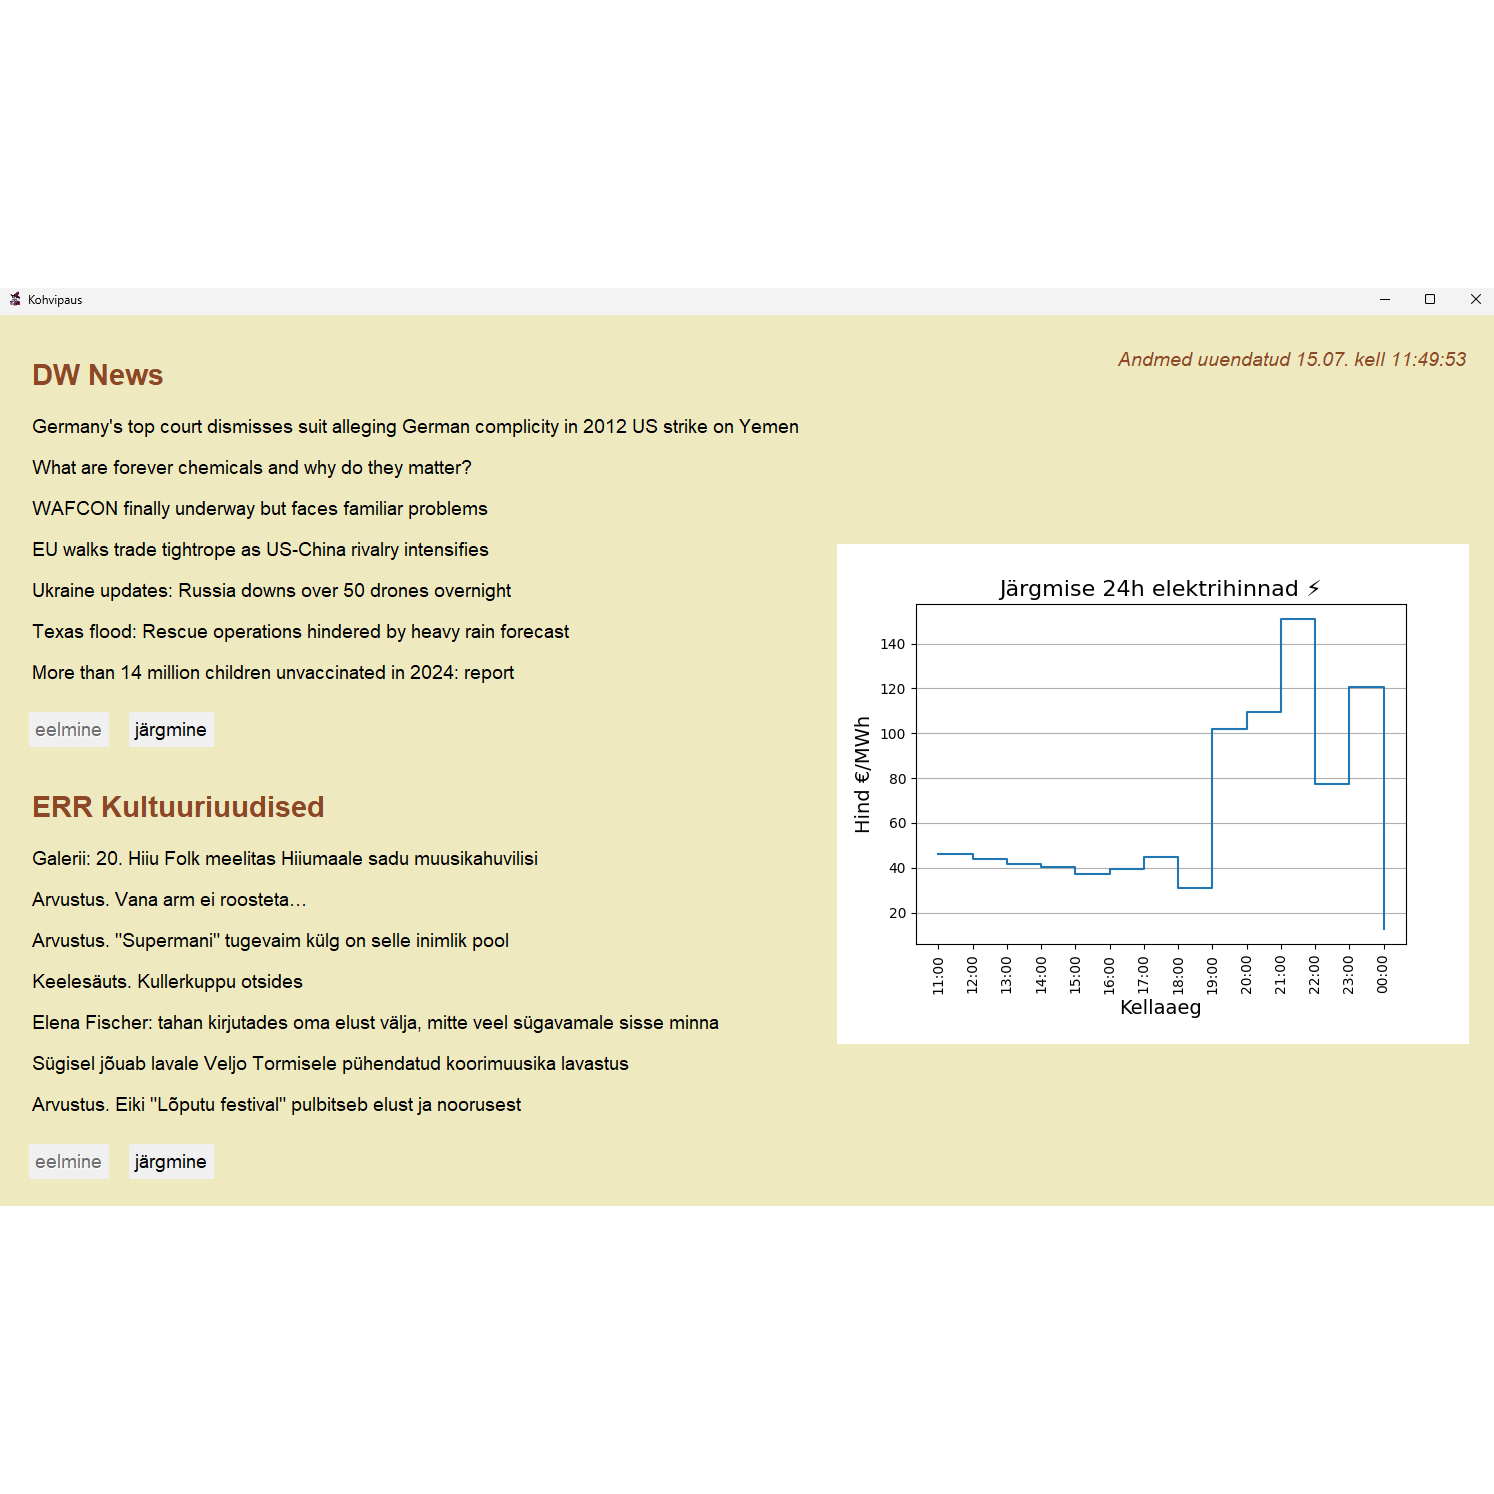 Kohvipaus
Andmed uuendatud 15.07. kell 11:49:53
DW News
Germany's top court dismisses suit alleging German complicity in 2012 US strike on Yemen
What are forever chemicals and why do they matter?
WAFCON finally underway but faces familiar problems
EU walks trade tightrope as US-China rivalry intensifies
Ukraine updates: Russia downs over 50 drones overnight
Texas flood: Rescue operations hindered by heavy rain forecast
More than 14 million children unvaccinated in 2024: report
eelmine järgmine
ERR Kultuuriuudised
Galerii: 20. Hiiu Folk meelitas Hiiumaale sadu muusikahuvilisi
Arvustus. Vana arm ei roosteta…
Arvustus. "Supermani" tugevaim külg on selle inimlik pool
Keelesäuts. Kullerkuppu otsides
Elena Fischer: tahan kirjutades oma elust välja, mitte veel sügavamale sisse minna
Sügisel jõuab lavale Veljo Tormisele pühendatud koorimuusika lavastus
Arvustus. Eiki "Lõputu festival" pulbitseb elust ja noorusest
eelmine järgmine
Järgmise 24h elektrihinnad ⚡
Hind €/MWh
140
120
100
80
60
40
20
11:00 12:00 13:00 14:00 15:00 16:00 17:00 18:00 19:00 20:00 21:00 22:00 23:00 00:00
Kellaaeg